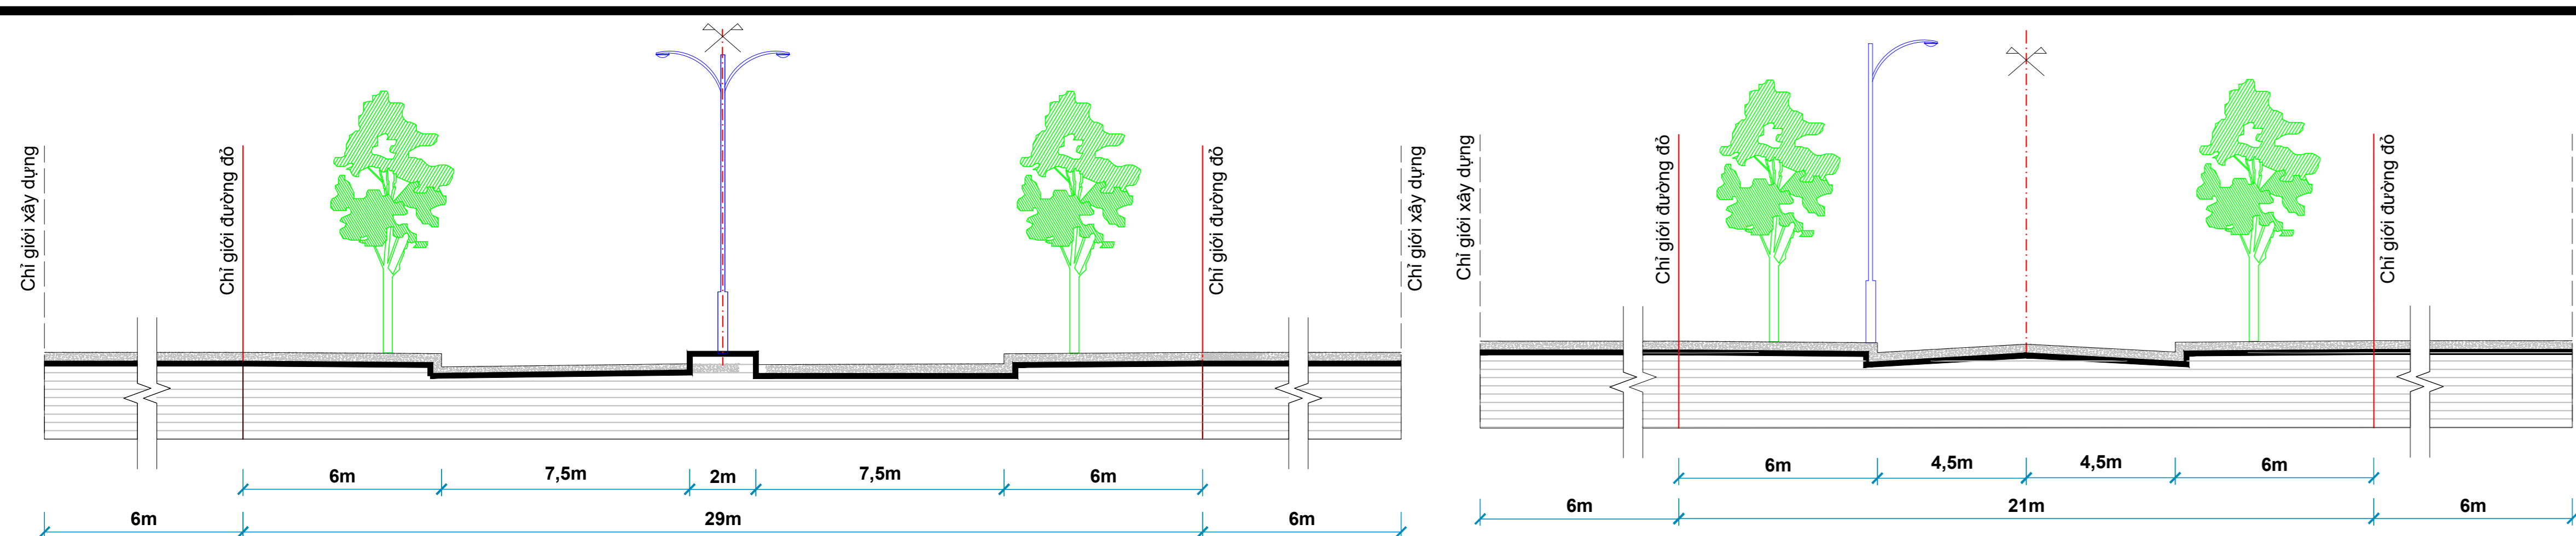 Chỉ giới xây dựng
Chỉ giới đường đỏ
Chỉ giới đường đỏ
Chỉ giới xây dựng
6m
7,5m
2m
7,5m
6m
6m
29m
6m
Chỉ giới xây dựng
Chỉ giới đường đỏ
Chỉ giới đường đỏ
6m
4,5m
4,5m
6m
6m
21m
6m